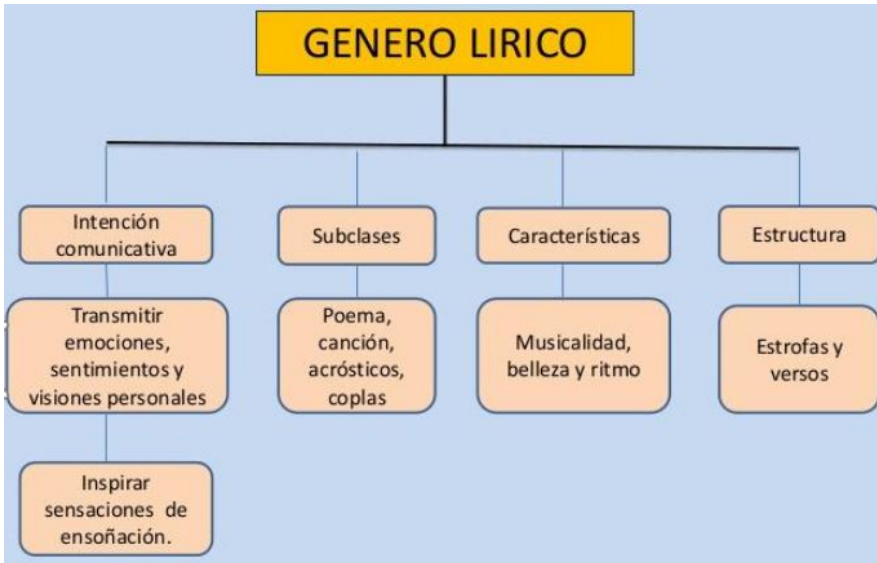 GENERO LIRICO
Intención
comunicativa
Subclases
Características
Estructura
Transmitir
emociones,
sentimientos y
visiones personales
Poema,
canción,
acrósticos,
coplas
Musicalidad,
belleza y ritmo
Estrofas y
versos
Inspirar
sensaciones de
ensoñación.